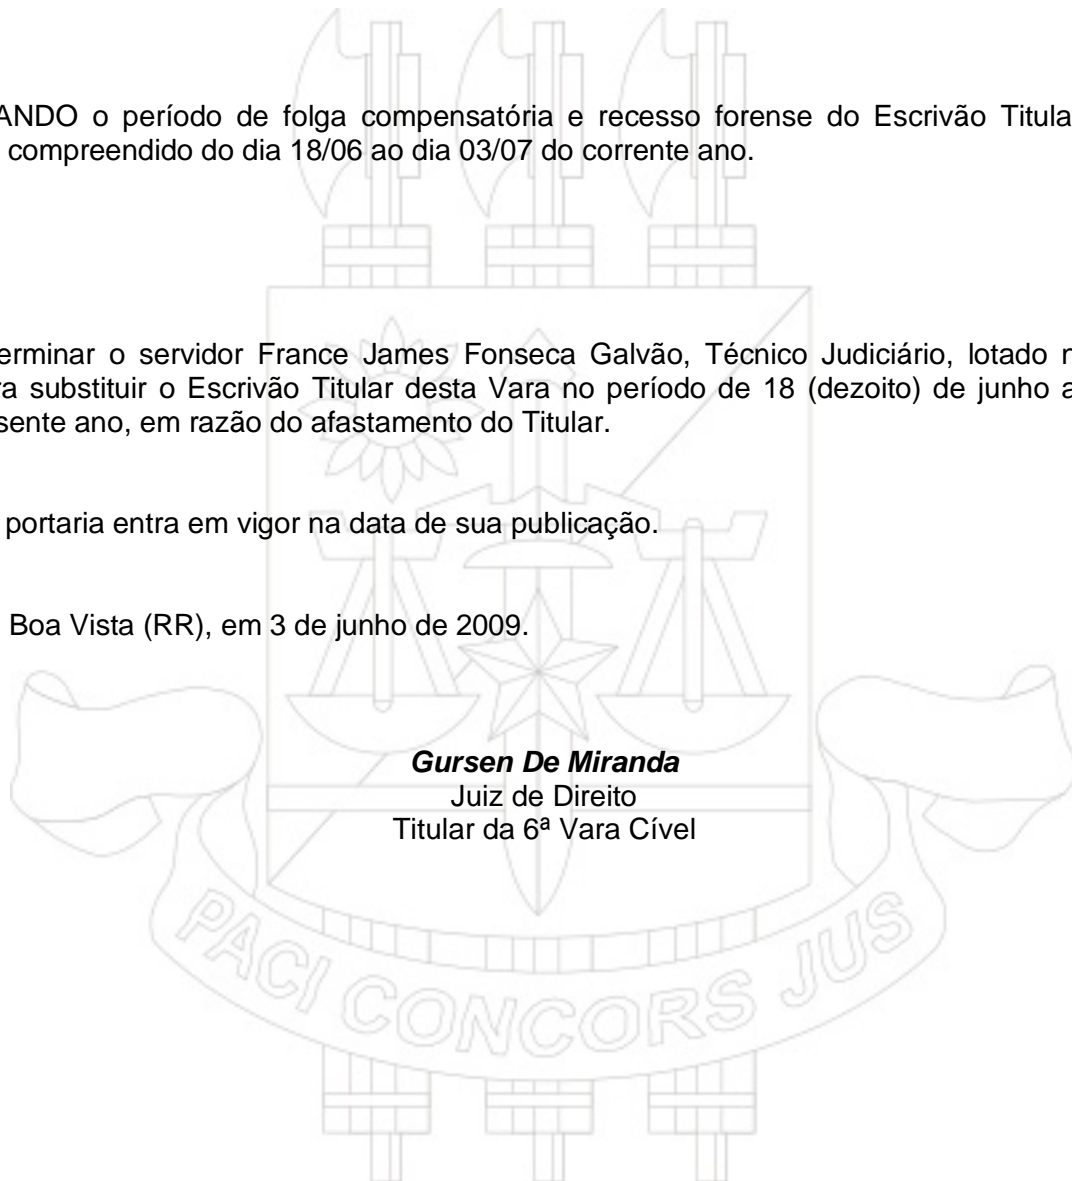 ANDO o período de folga compensatória e recesso forense do Escrivão Titula
compreendido do dia 18/06 ao dia 03/07 do corrente ano.
erminar o servidor France James Fonseca Galvão, Técnico Judiciário, lotado n
ra substituir o Escrivão Titular desta Vara no período de 18 (dezoito) de junho a
sente ano, em razão do afastamento do Titular.
portaria entra em vigor na data de sua publicação.
Boa Vista (RR), em 3 de junho de 2009.
Gursen De Miranda
Juiz de Direito
Titular da 6ª Vara Cível
PACI CONCORS JUS